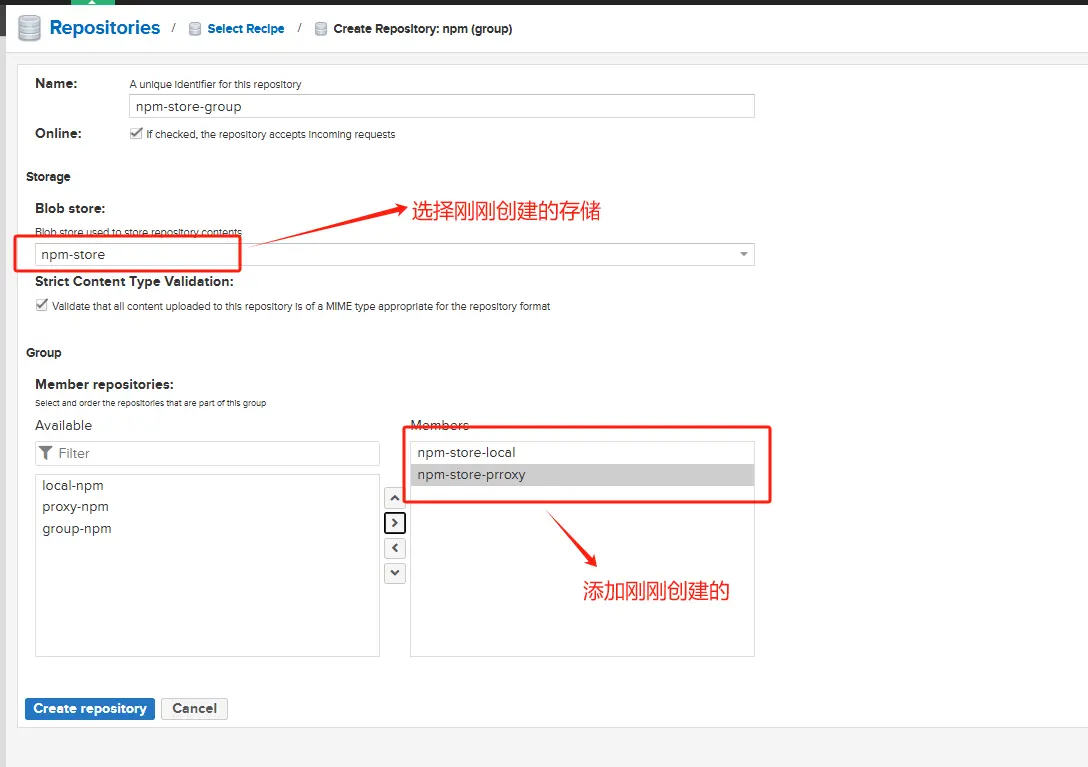 Repositories / Select Recipe / Create Repository: npm (group)
Name: A unique identifier for this repository
npm-store-group
Online: If checked, the repository accepts incoming requests
Storage
Blob store:
选择刚刚创建的存储
Blob store used to store repository contents
npm-store
Strict Content Type Validation:
Validate that all content uploaded to this repository is of a MIME type appropriate for the repository format
Group
Member repositories:
Select and order the repositories that are part of this group
Available
Members
Filter
npm-store-local
npm-store-prroxy
local-npm
proxy-npm
group-npm
添加刚刚创建的
Create repository
Cancel